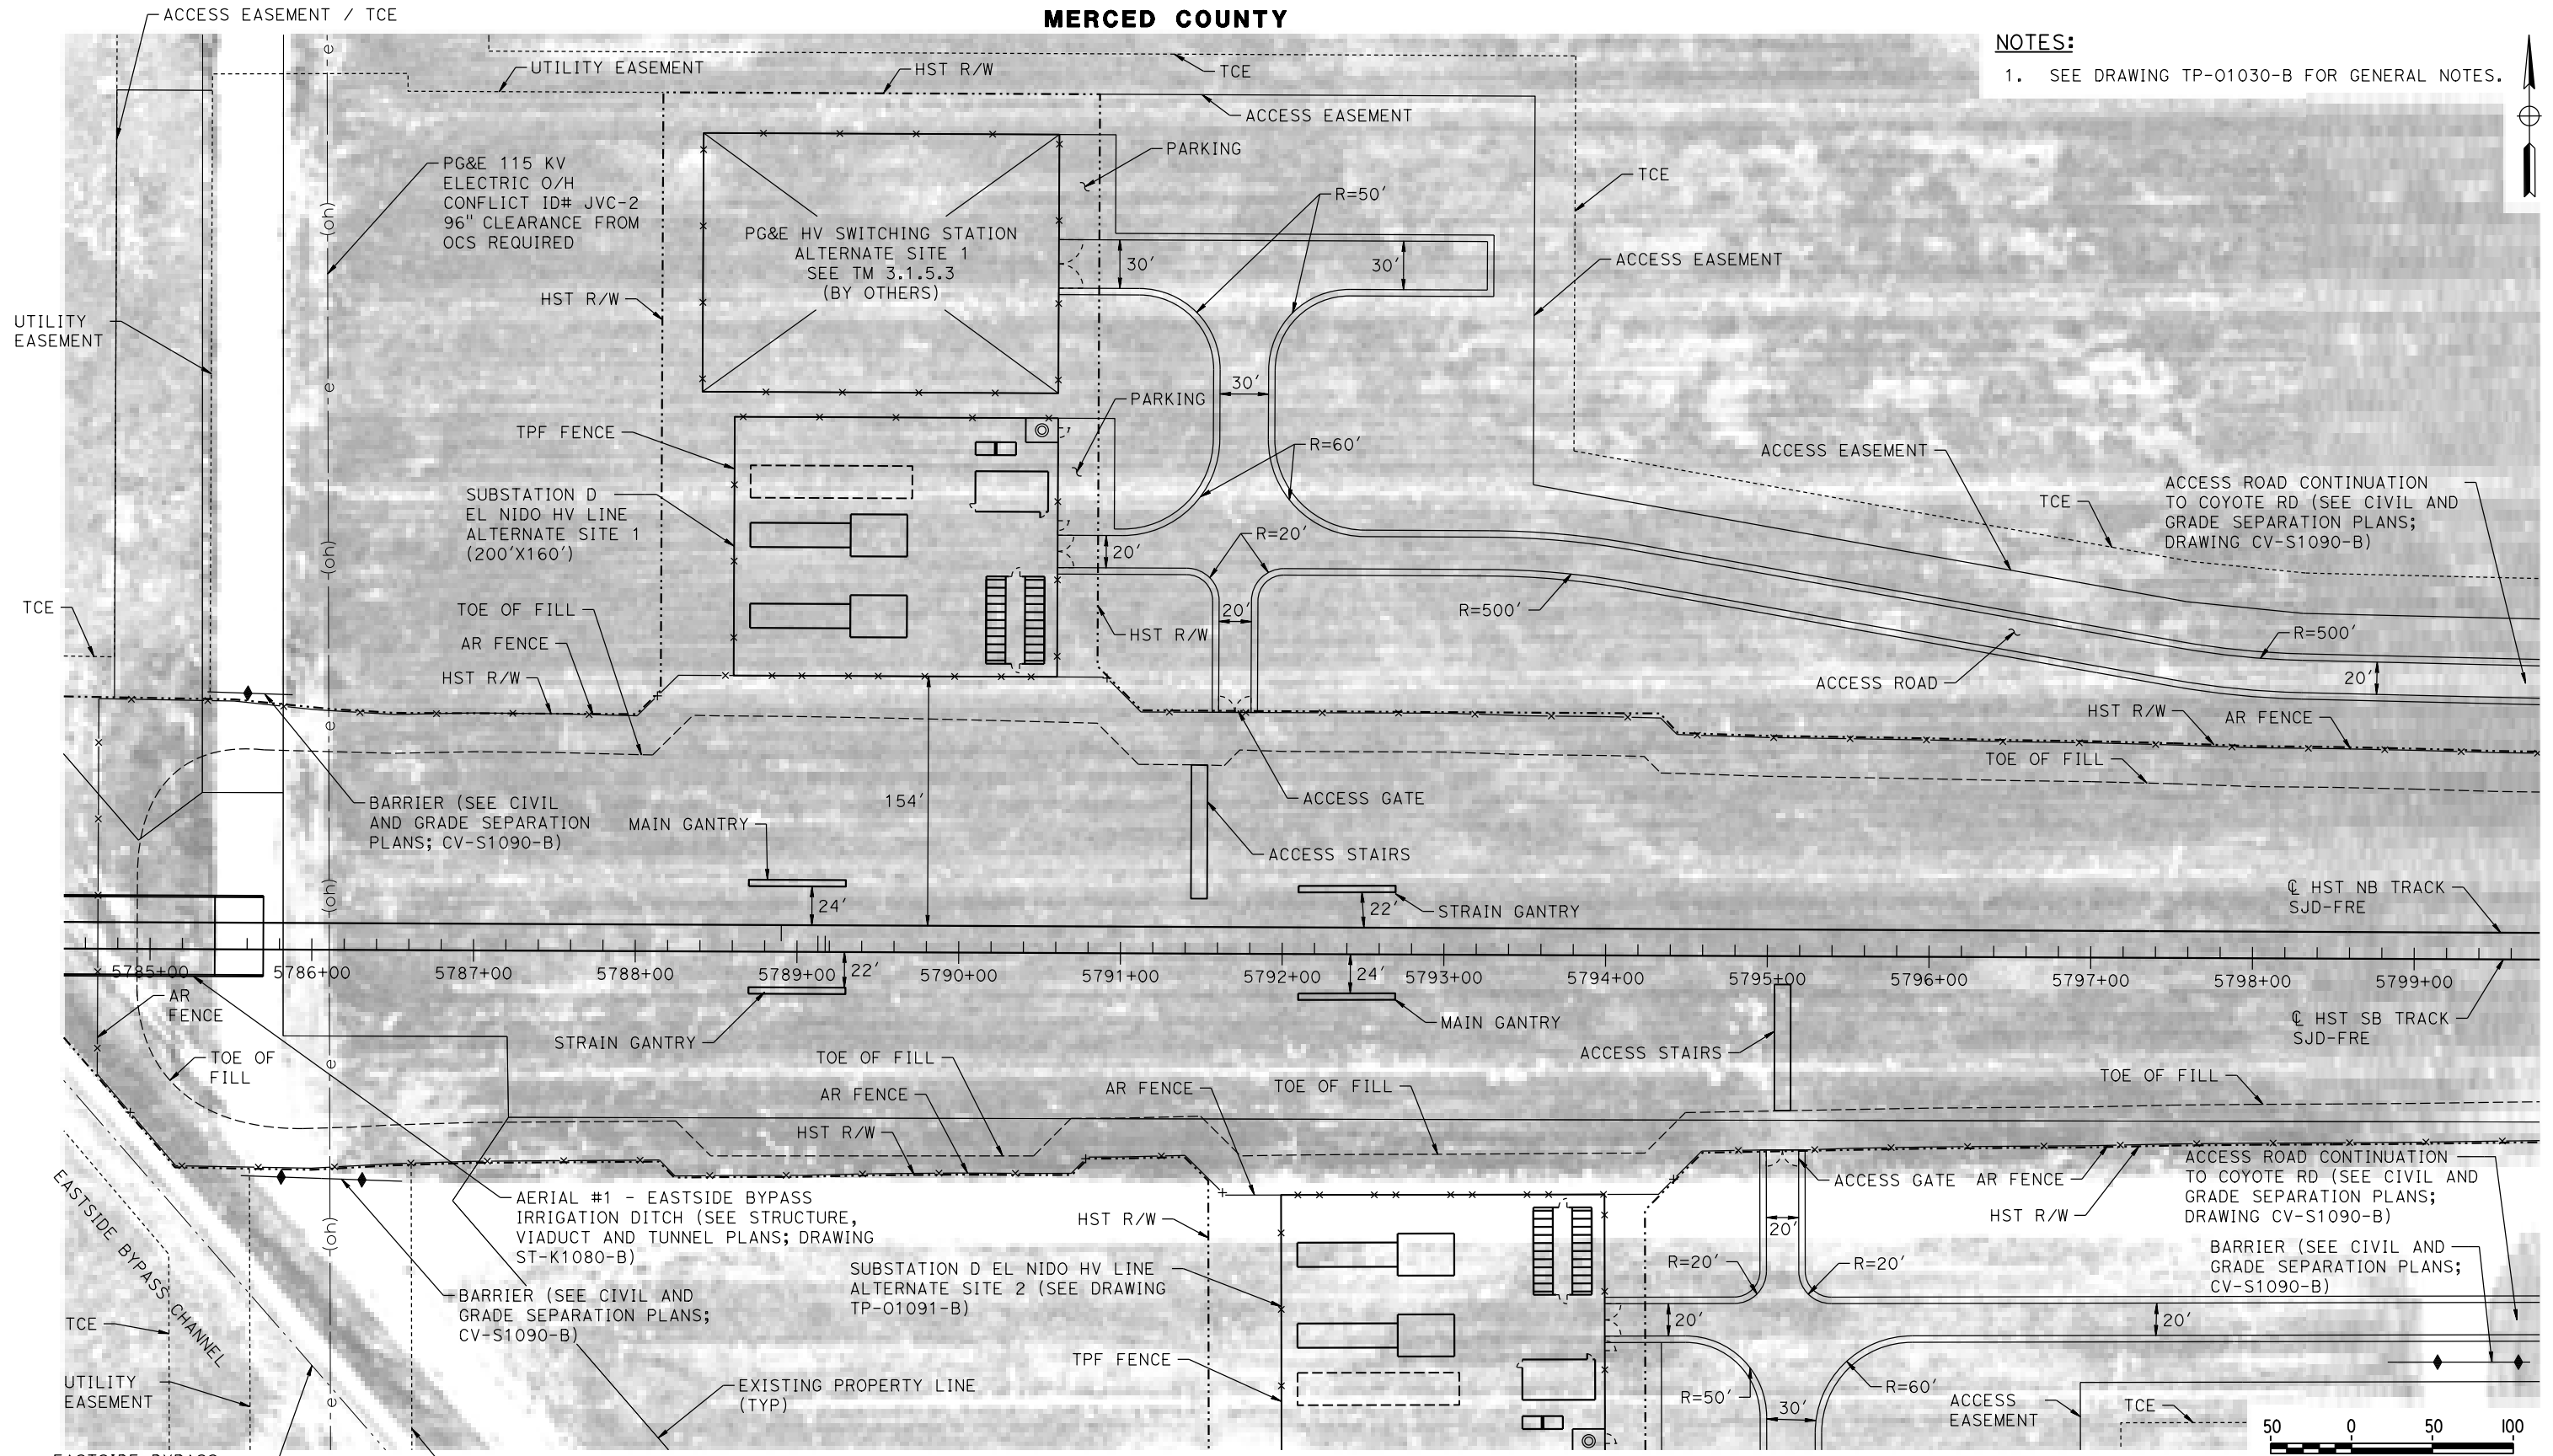 MERCED COUNTY
ACCESS EASEMENT / TCE
NOTES:
1. SEE DRAWING TP-O1030-B FOR GENERAL NOTES.
UTILITY EASEMENT
HST R/W
TCE
ACCESS EASEMENT
PG&E 115 KV
ELECTRIC O/H
CONFLICT ID# JVC-2
96" CLEARANCE FROM
OCS REQUIRED
PARKING
R=50'
TCE
PG&E HV SWITCHING STATION
ALTERNATE SITE 1
SEE TM 3.1.5.3
(BY OTHERS)
30'
30'
ACCESS EASEMENT
HST R/W
UTILITY
EASEMENT
30'
PARKING
TPF FENCE
R=60'
ACCESS EASEMENT
SUBSTATION D
EL NIDO HV LINE
ALTERNATE SITE 1
(200'X160')
TCE
ACCESS ROAD CONTINUATION
TO COYOTE RD (SEE CIVIL AND
GRADE SEPARATION PLANS;
DRAWING CV-S1090-B)
R=20'
20'
TCE
TOE OF FILL
20'
R=500'
AR FENCE
HST R/W
R=500'
HST R/W
ACCESS ROAD
20'
HST R/W
AR FENCE
TOE OF FILL
BARRIER (SEE CIVIL
AND GRADE SEPARATION
PLANS; CV-S1090-B)
MAIN GANTRY
154'
ACCESS GATE
ACCESS STAIRS
24'
22'
STRAIN GANTRY
℄ HST NB TRACK
SJD-FRE
e
(oh)
e
(oh)
e
(oh)
e
(oh)
e
5785+00
5786+00
5787+00
5788+00
5789+00
22'
5790+00
5791+00
5792+00
24'
5793+00
5794+00
5795+00
5796+00
5797+00
5798+00
5799+00
AR
FENCE
STRAIN GANTRY
MAIN GANTRY
℄ HST SB TRACK
SJD-FRE
TOE OF
FILL
TOE OF FILL
ACCESS STAIRS
AR FENCE
AR FENCE
TOE OF FILL
TOE OF FILL
HST R/W
EASTSIDE BYPASS CHANNEL
AERIAL #1 - EASTSIDE BYPASS
IRRIGATION DITCH (SEE STRUCTURE,
VIADUCT AND TUNNEL PLANS; DRAWING
ST-K1080-B)
HST R/W
ACCESS GATE
AR FENCE
HST R/W
ACCESS ROAD CONTINUATION
TO COYOTE RD (SEE CIVIL AND
GRADE SEPARATION PLANS;
DRAWING CV-S1090-B)
20'
BARRIER (SEE CIVIL AND
GRADE SEPARATION PLANS;
CV-S1090-B)
SUBSTATION D EL NIDO HV LINE
ALTERNATE SITE 2 (SEE DRAWING
TP-O1091-B)
R=20'
R=20'
BARRIER (SEE CIVIL AND
GRADE SEPARATION PLANS;
CV-S1090-B)
TCE
20'
20'
TPF FENCE
UTILITY
EASEMENT
EXISTING PROPERTY LINE
(TYP)
R=50'
R=60'
30'
ACCESS
EASEMENT
TCE
50 0 50 100